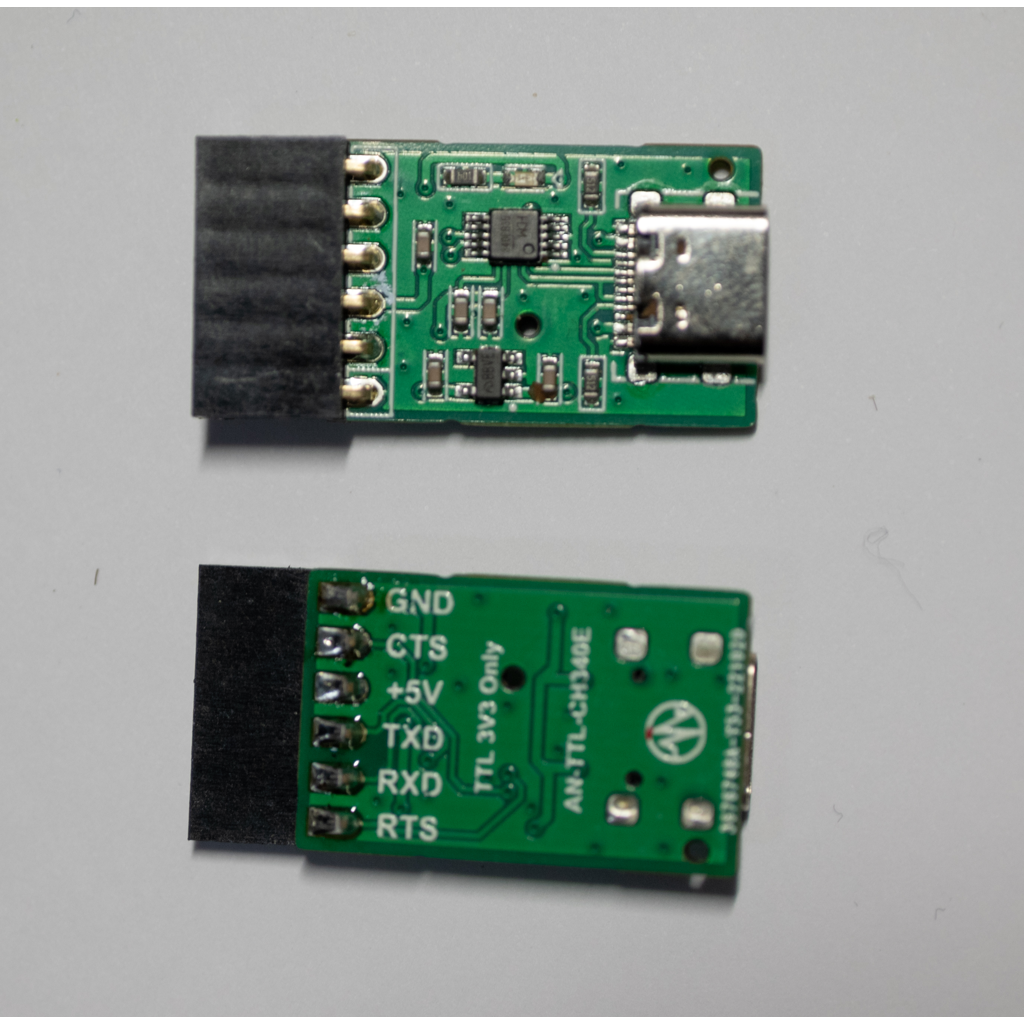 GND
CTS
+5V
TXD
RXD
RTS
TTL 3V3 Only
AN-TTL-CH340E